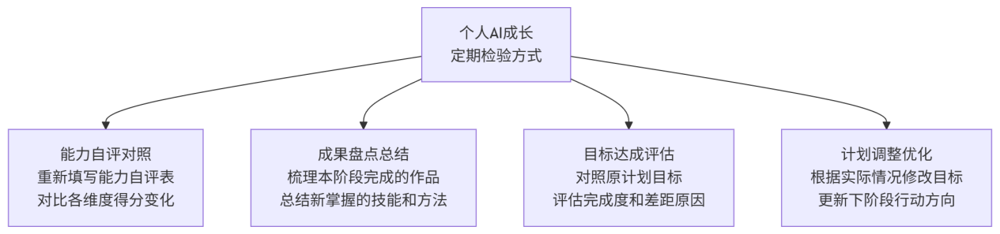 个人AI成长
定期检验方式
能力自评对照
重新填写能力自评表
对比各维度得分变化
成果盘点总结
梳理本阶段完成的作品
总结新掌握的技能和方法
目标达成评估
对照原计划目标
评估完成度和差距原因
计划调整优化
根据实际情况修改目标
更新下阶段行动方向